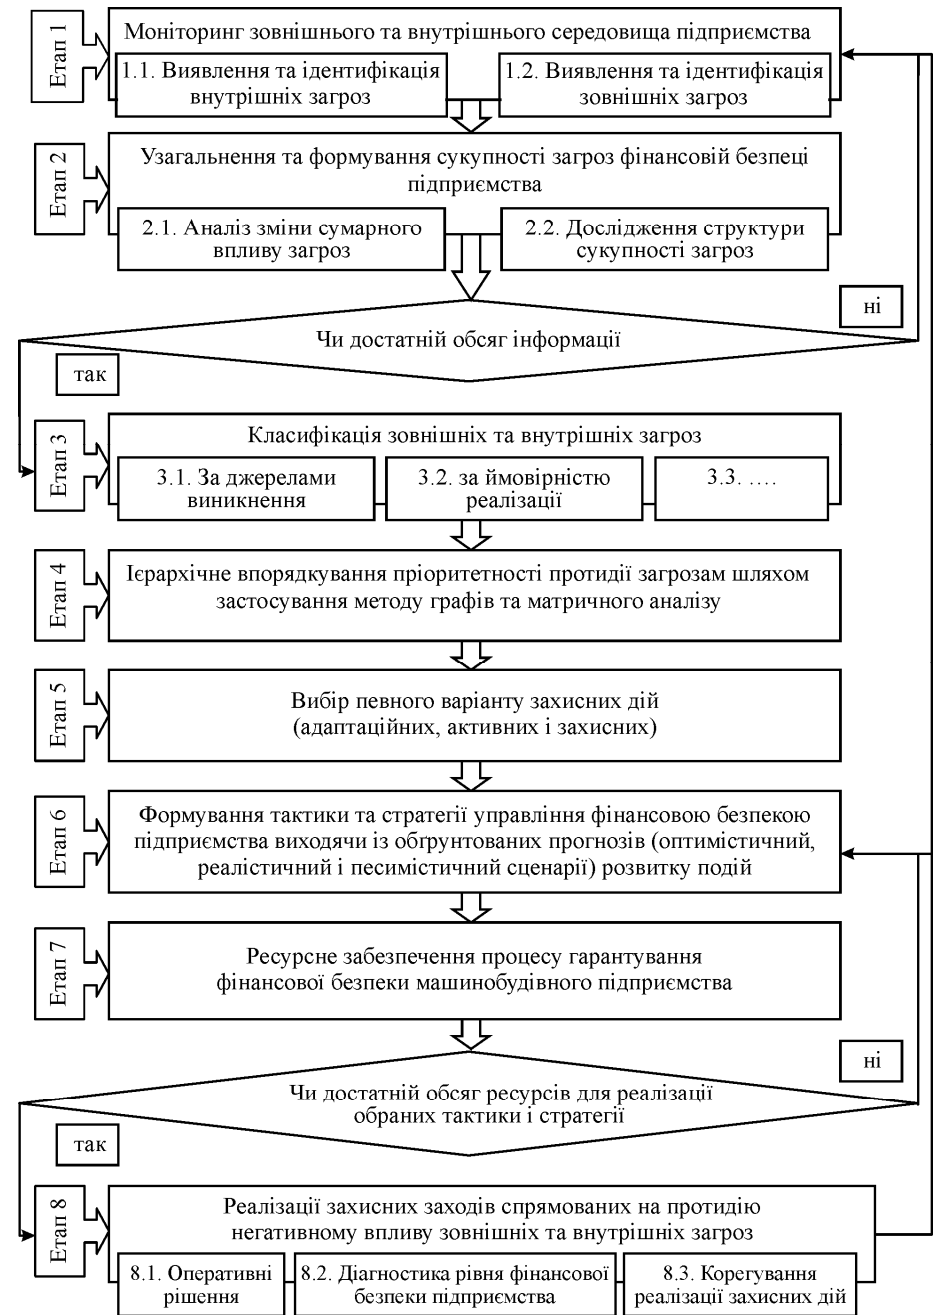 Етап 1
Моніторинг зовнішнього та внутрішнього середовища підприємства
1.1. Виявлення та ідентифікація
внутрішніх загроз
1.2. Виявлення та ідентифікація
зовнішніх загроз
Етап 2
Узагальнення та формування сукупності загроз фінансовій безпеці
підприємства
2.1. Аналіз зміни сумарного
впливу загроз
2.2. Дослідження структури
сукупності загроз
ні
Чи достатній обсяг інформації
так
Етап 3
Класифікація зовнішніх та внутрішніх загроз
3.1. За джерелами
виникнення
3.2. за ймовірністю
реалізації
3.3. ….
Етап 4
Ієрархічне впорядкування пріоритетності протидії загрозам шляхом
застосування методу графів та матричного аналізу
Етап 5
Вибір певного варіанту захисних дій
(адаптаційних, активних і захисних)
Етап 6
Формування тактики та стратегії управління фінансовою безпекою
підприємства виходячи із обґрунтованих прогнозів (оптимістичний,
реалістичний і песимістичний сценарії) розвитку подій
Етап 7
Ресурсне забезпечення процесу гарантування
фінансової безпеки машинобудівного підприємства
ні
Чи достатній обсяг ресурсів для реалізації
обраних тактики і стратегії
так
Етап 8
Реалізації захисних заходів спрямованих на протидію
негативному впливу зовнішніх та внутрішніх загроз
8.1. Оперативні
рішення
8.2. Діагностика рівня фінансової
безпеки підприємства
8.3. Корегування
реалізації захисних дій